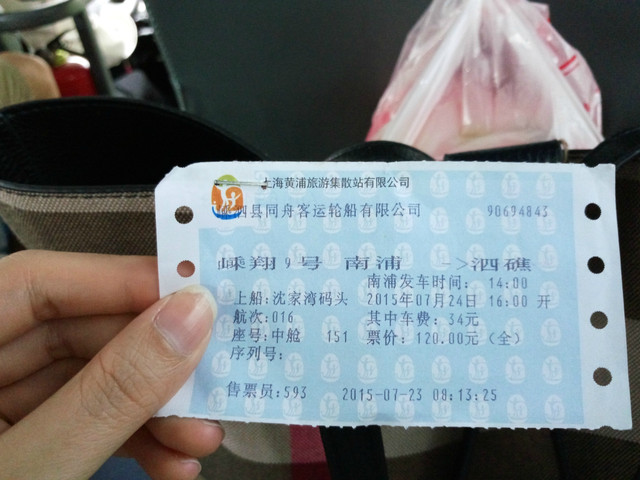 上海黄浦旅游集散站有限公司
嵊泗县同舟客运轮船有限公司 90694843
嵊翔9号 南浦 ->泗礁
南浦发车时间: 14:00
上船:沈家湾码头 2015年07月24日 16:00 开
航次:016 其中车费: 34元
座号:中舱 151 票价: 120.00元(全)
序列号:
售票员:593 2015-07-23 08:13:25